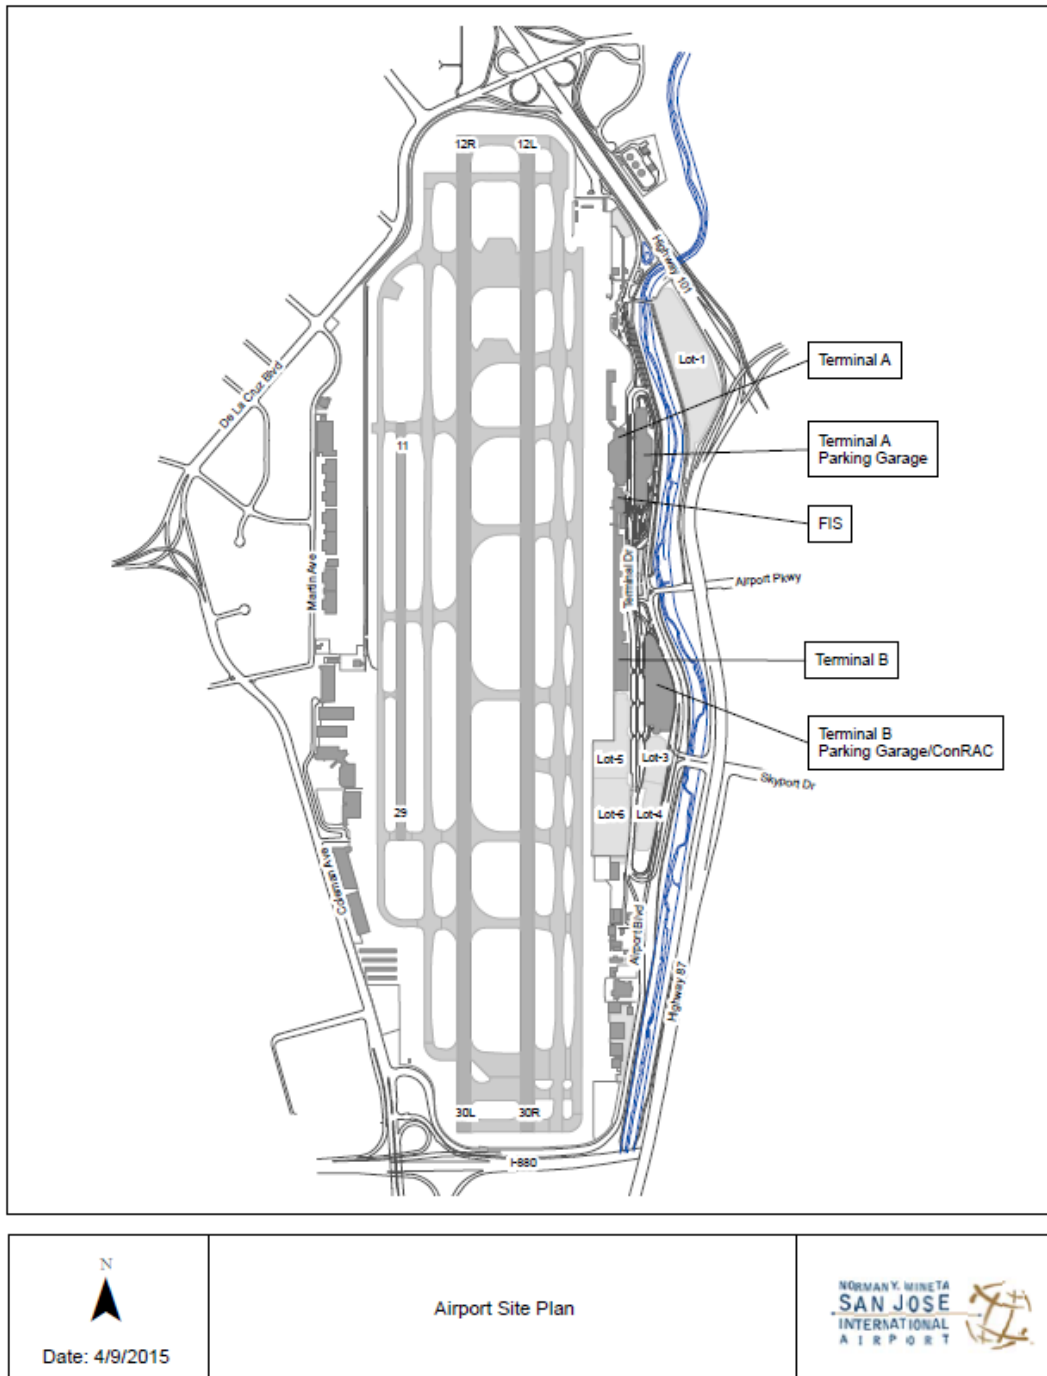 12R
12L
Highway 101
Lot-1
Terminal A
De La Cruz Blvd
11
Terminal A
Parking Garage
FIS
Terminal Dr
Airport Pkwy
Martin Ave
Terminal B
Terminal B
Parking Garage/ConRAC
Lot-5
Lot-3
Skyport Dr
29
Lot-6
Lot-4
Coleman Ave
Airport Blvd
Highway 87
30L
30R
I-880
N
Date: 4/9/2015
Airport Site Plan
NORMAN Y. MINETA
SAN JOSE
INTERNATIONAL
AIRPORT